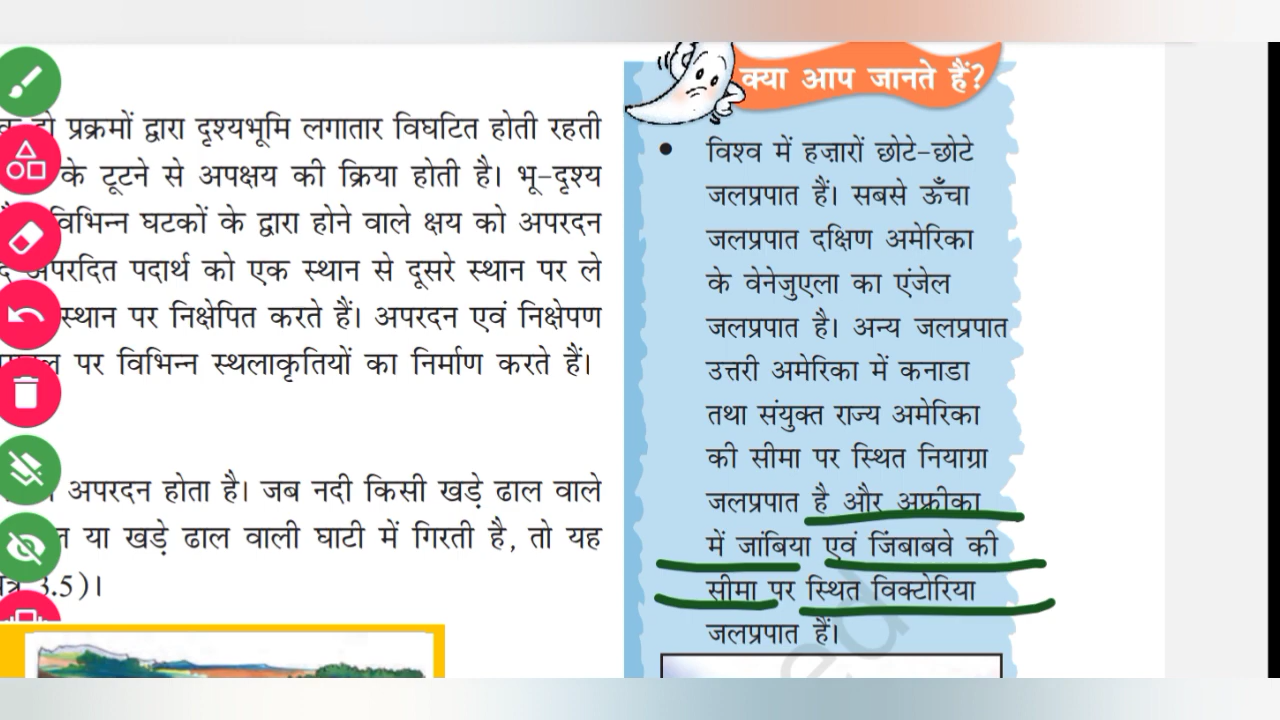 प्रक्रमों द्वारा दृश्यभूमि लगातार विघटित होती रहती
के टूटने से अपक्षय की क्रिया होती है। भू-दृश्य
विभिन्न घटकों के द्वारा होने वाले क्षय को अपरदन
अपरदित पदार्थ को एक स्थान से दूसरे स्थान पर ले
स्थान पर निक्षेपित करते हैं। अपरदन एवं निक्षेपण
पर विभिन्न स्थलाकृतियों का निर्माण करते हैं।
अपरदन होता है। जब नदी किसी खड़े ढाल वाले
या खड़े ढाल वाली घाटी में गिरती है, तो यह
3.5)।
क्या आप जानते हैं?
• विश्व में हज़ारों छोटे-छोटे
जलप्रपात हैं। सबसे ऊँचा
जलप्रपात दक्षिण अमेरिका
के वेनेजुएला का एंजेल
जलप्रपात है। अन्य जलप्रपात
उत्तरी अमेरिका में कनाडा
तथा संयुक्त राज्य अमेरिका
की सीमा पर स्थित नियाग्रा
जलप्रपात है और अफ्रीका
में जांबिया एवं जिंबाबवे की
सीमा पर स्थित विक्टोरिया
जलप्रपात हैं।